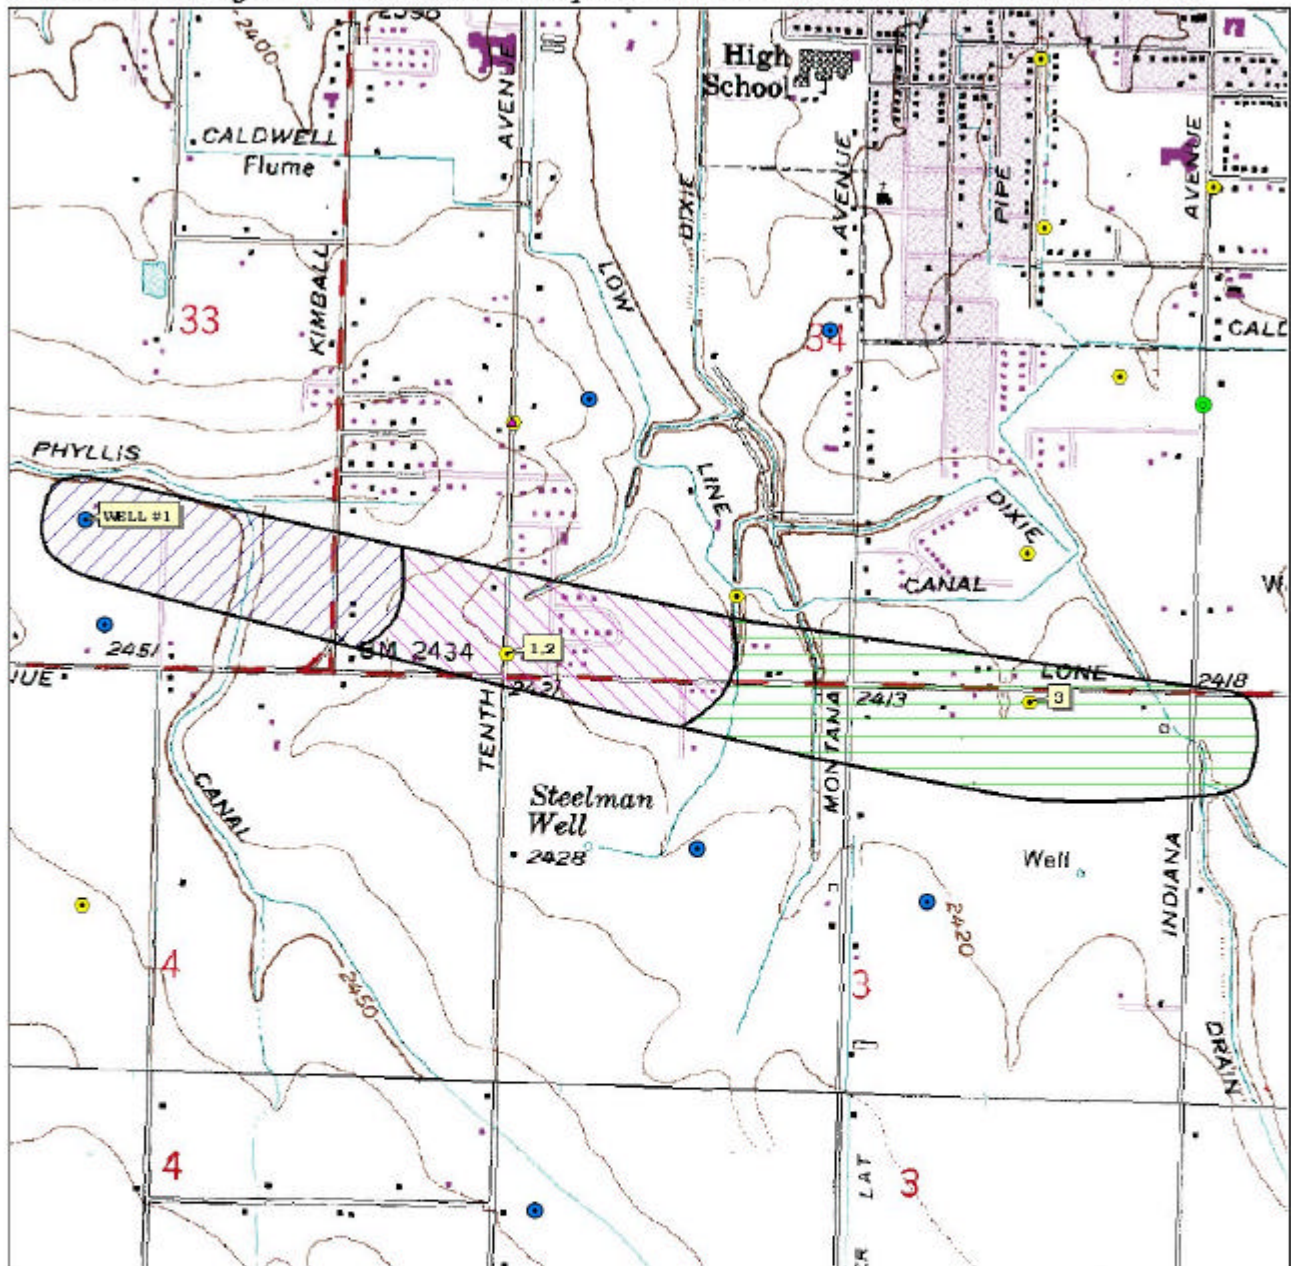 2400
AVENUE
High
School
CALDWELL
Flume
DIXIE
AVENUE
PIPE
AVENUE
KIMBALL
LOW
33
34
CALD
PHYLLIS
LINE
WELL #1
DIXIE
CANAL
W
2451
BM 2434
1,2
UE
LONE
2418
3
2413
TENTH
MONTANA
CANAL
Steelman
Well
2428
Well
INDIANA
2420
4
2450
3
DRAIN
4
LAT
3
ER